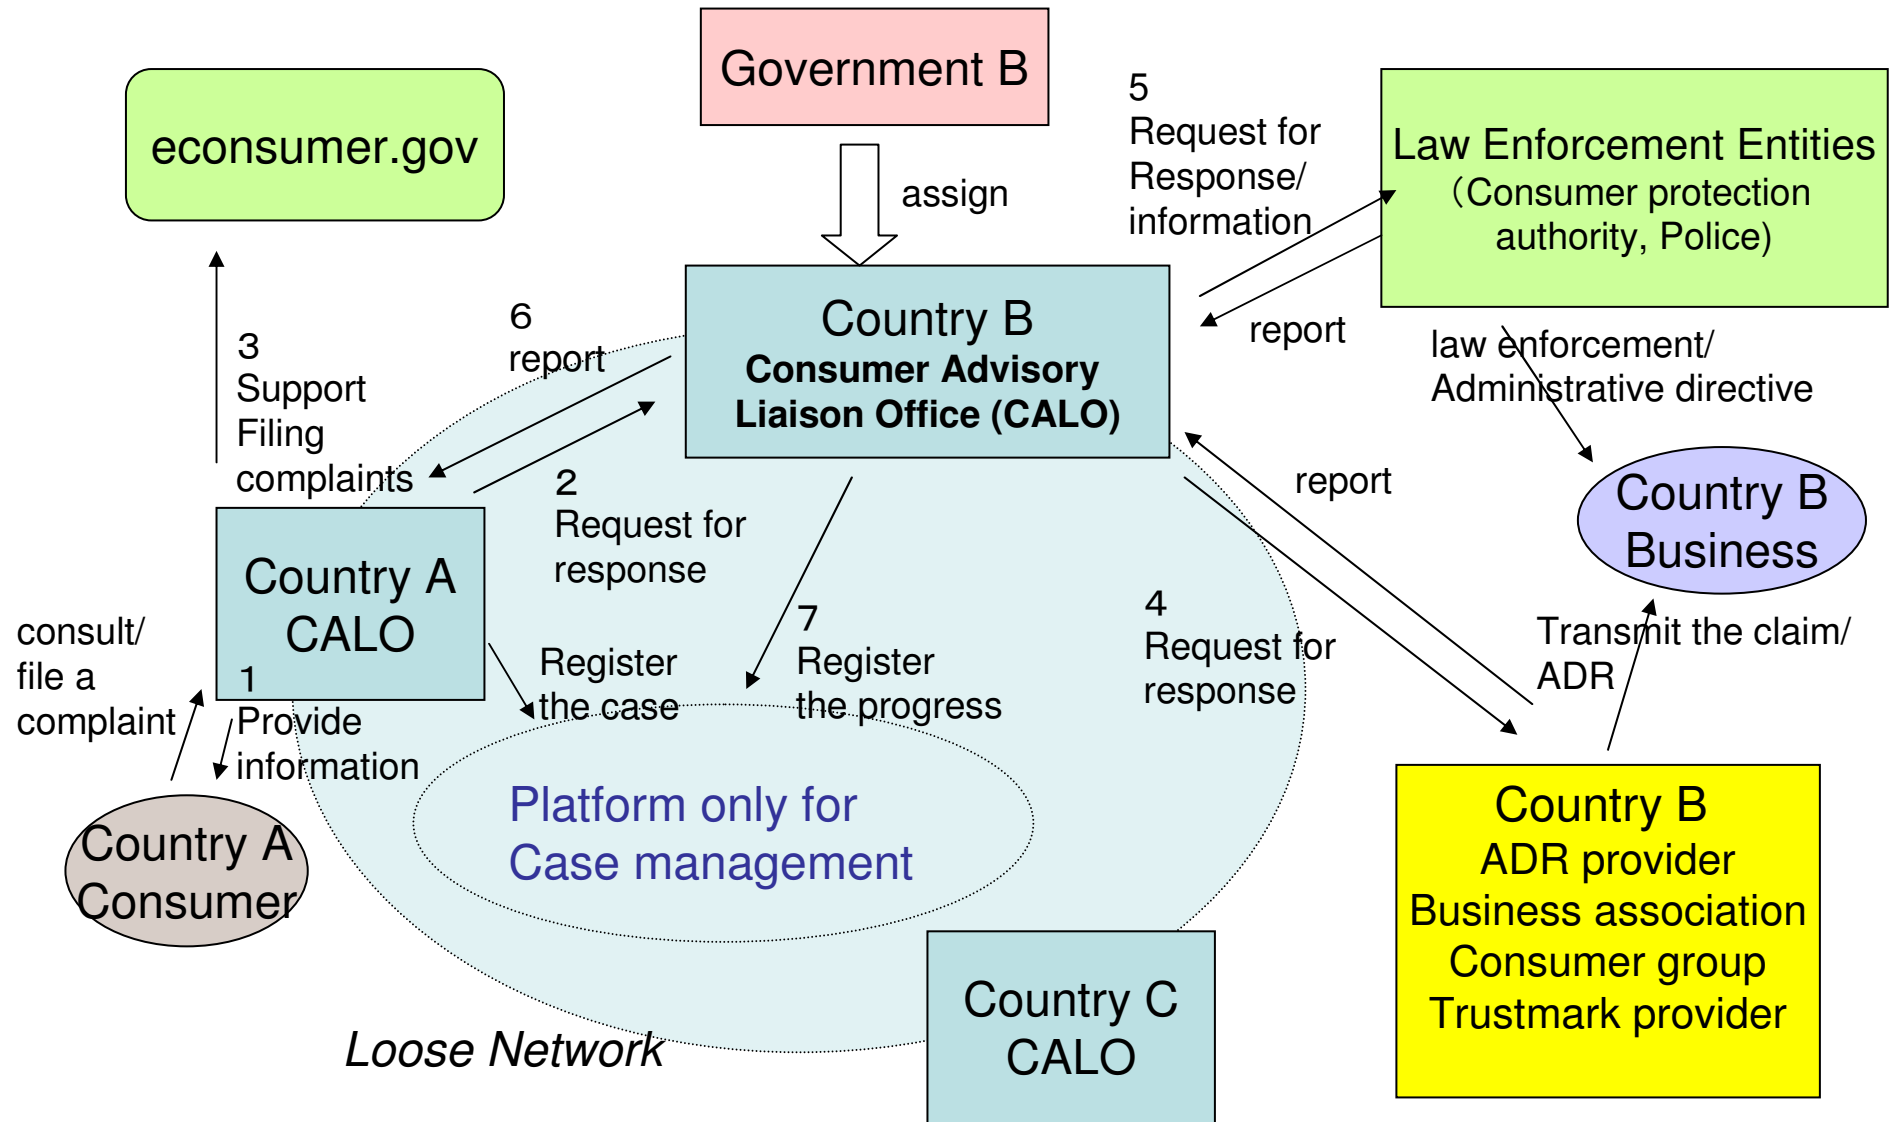 Government B
econsumer.gov
assign
5
Request for
Response/
information
Law Enforcement Entities
（Consumer protection
authority, Police)
Country B
Consumer Advisory
Liaison Office (CALO)
6
report
3
Support
Filing
complaints
report
law enforcement/
Administrative directive
2
Request for
response
report
Country B
Business
Country A
CALO
consult/
file a
complaint
1
Provide
information
Register
the case
7
Register
the progress
4
Request for
response
Transmit the claim/
ADR
Platform only for
Case management
Country A
Consumer
Country B
ADR provider
Business association
Consumer group
Trustmark provider
Country C
CALO
Loose Network